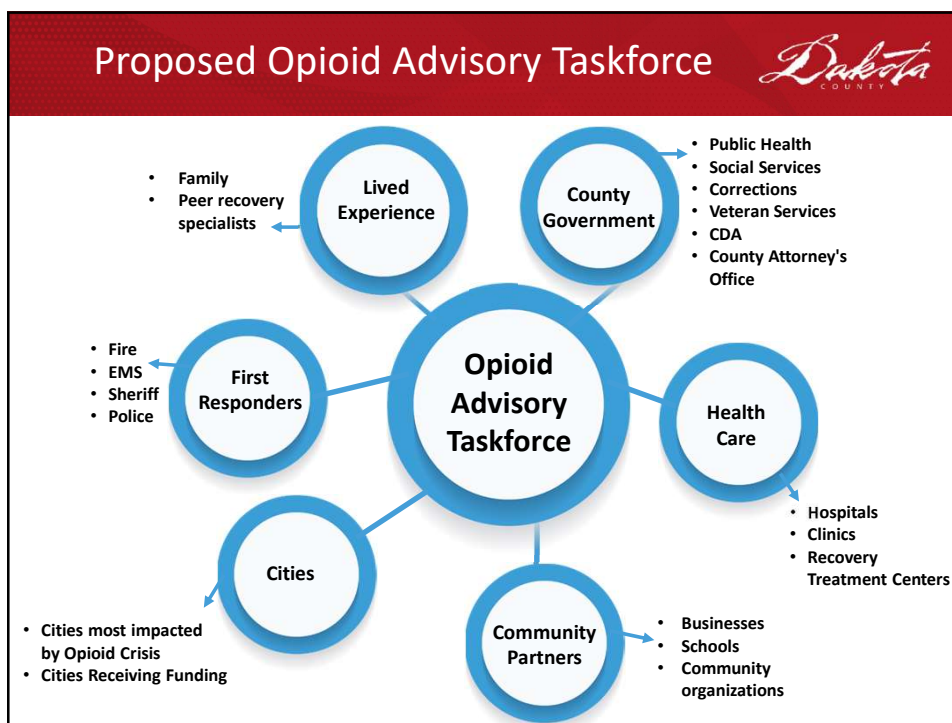 Proposed Opioid Advisory Taskforce
Dakota
COUNTY
• Family
• Peer recovery
specialists
Lived
Experience
County
Government
• Public Health
• Social Services
• Corrections
• Veteran Services
• CDA
• County Attorney's
Office
• Fire
• EMS
• Sheriff
• Police
First
Responders
Opioid
Advisory
Taskforce
Health
Care
• Hospitals
• Clinics
• Recovery
Treatment Centers
Cities
• Cities most impacted
by Opioid Crisis
• Cities Receiving Funding
Community
Partners
• Businesses
• Schools
• Community
organizations